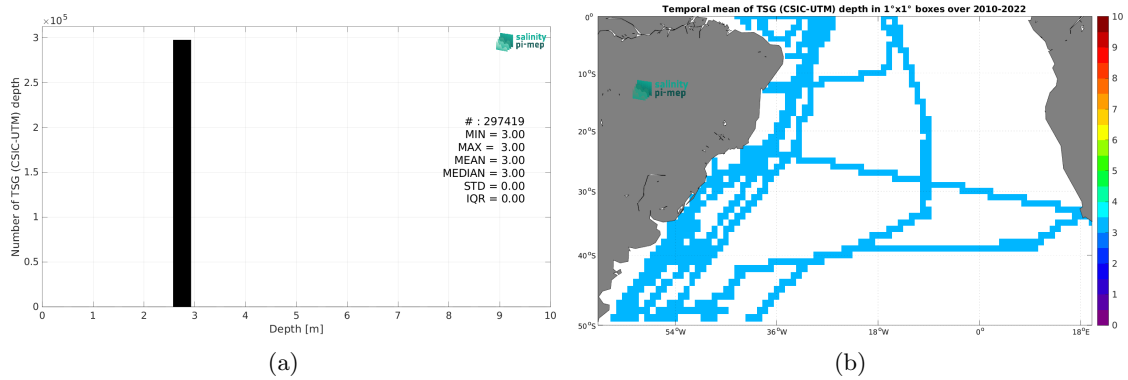 ×10⁵
3
2.5
2
1.5
1
0.5
0
Number of TSG (CSIC-UTM) depth
salinity
pi-mep
# : 297419
MIN = 3.00
MAX = 3.00
MEAN = 3.00
MEDIAN = 3.00
STD = 0.00
IQR = 0.00
0 1 2 3 4 5 6 7 8 9 10
Depth [m]
(a)
Temporal mean of TSG (CSIC-UTM) depth in 1°x1° boxes over 2010-2022
0°
10°S
20°S
30°S
40°S
50°S
salinity
pi-mep
54°W 36°W 18°W 0° 18°E
10
9
8
7
6
5
4
3
2
1
0
(b)